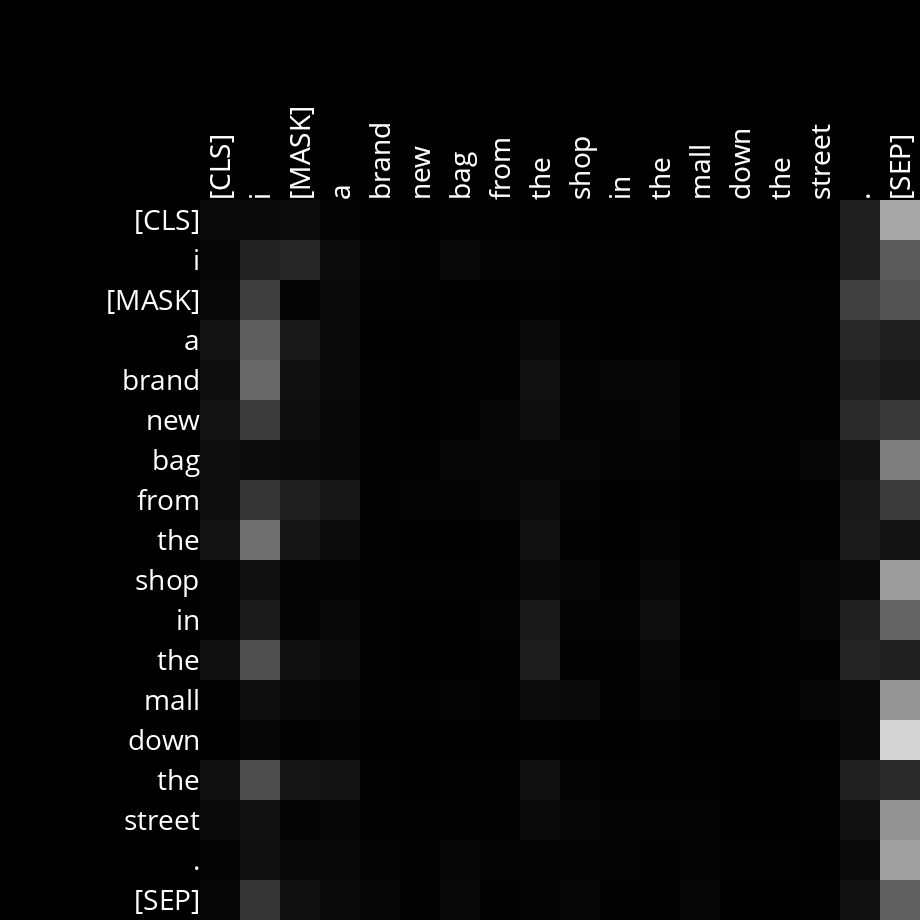 [CLS] i [MASK] a brand new bag from the shop in the mall down the street . [SEP]
[CLS]
i
[MASK]
a
brand
new
bag
from
the
shop
in
the
mall
down
the
street
.
[SEP]